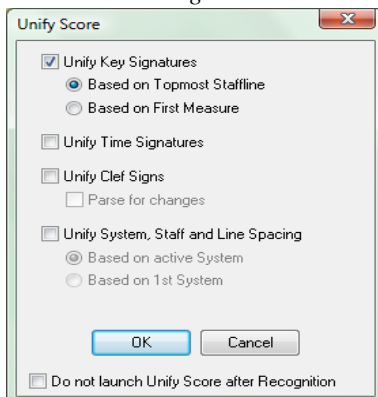 Unify Score
Unify Key Signatures
Based on Topmost Staffline
Based on First Measure
Unify Time Signatures
Unify Clef Signs
Parse for changes
Unify System, Staff and Line Spacing
Based on active System
Based on 1st System
OK Cancel
Do not launch Unify Score after Recognition